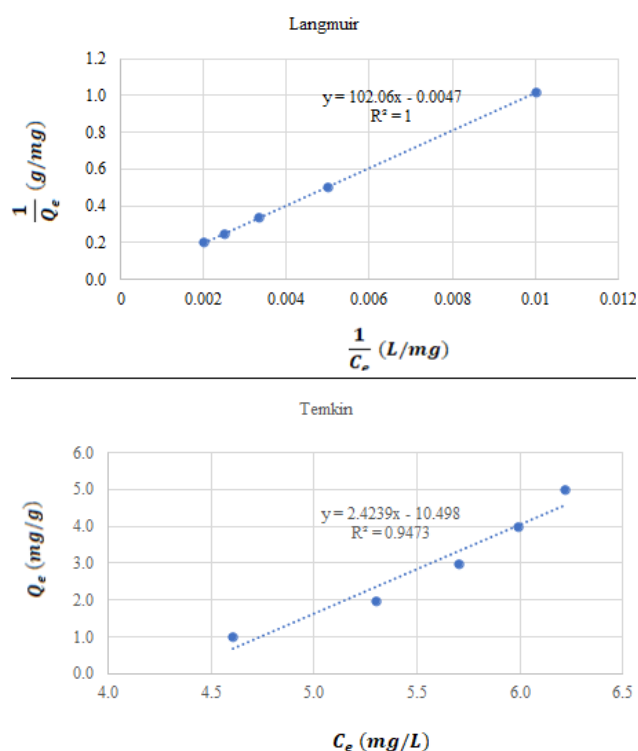 Langmuir
1.2
1.0
0.8
0.6
0.4
0.2
0.0
y = 102.06x - 0.0047
R² = 1
1/Qₑ (g/mg)
0 0.002 0.004 0.006 0.008 0.01 0.012
1/Cₑ (L/mg)
Temkin
6.0
5.0
4.0
3.0
2.0
1.0
0.0
y = 2.4239x - 10.498
R² = 0.9473
Qₑ (mg/g)
4.0 4.5 5.0 5.5 6.0 6.5
Cₑ (mg/L)